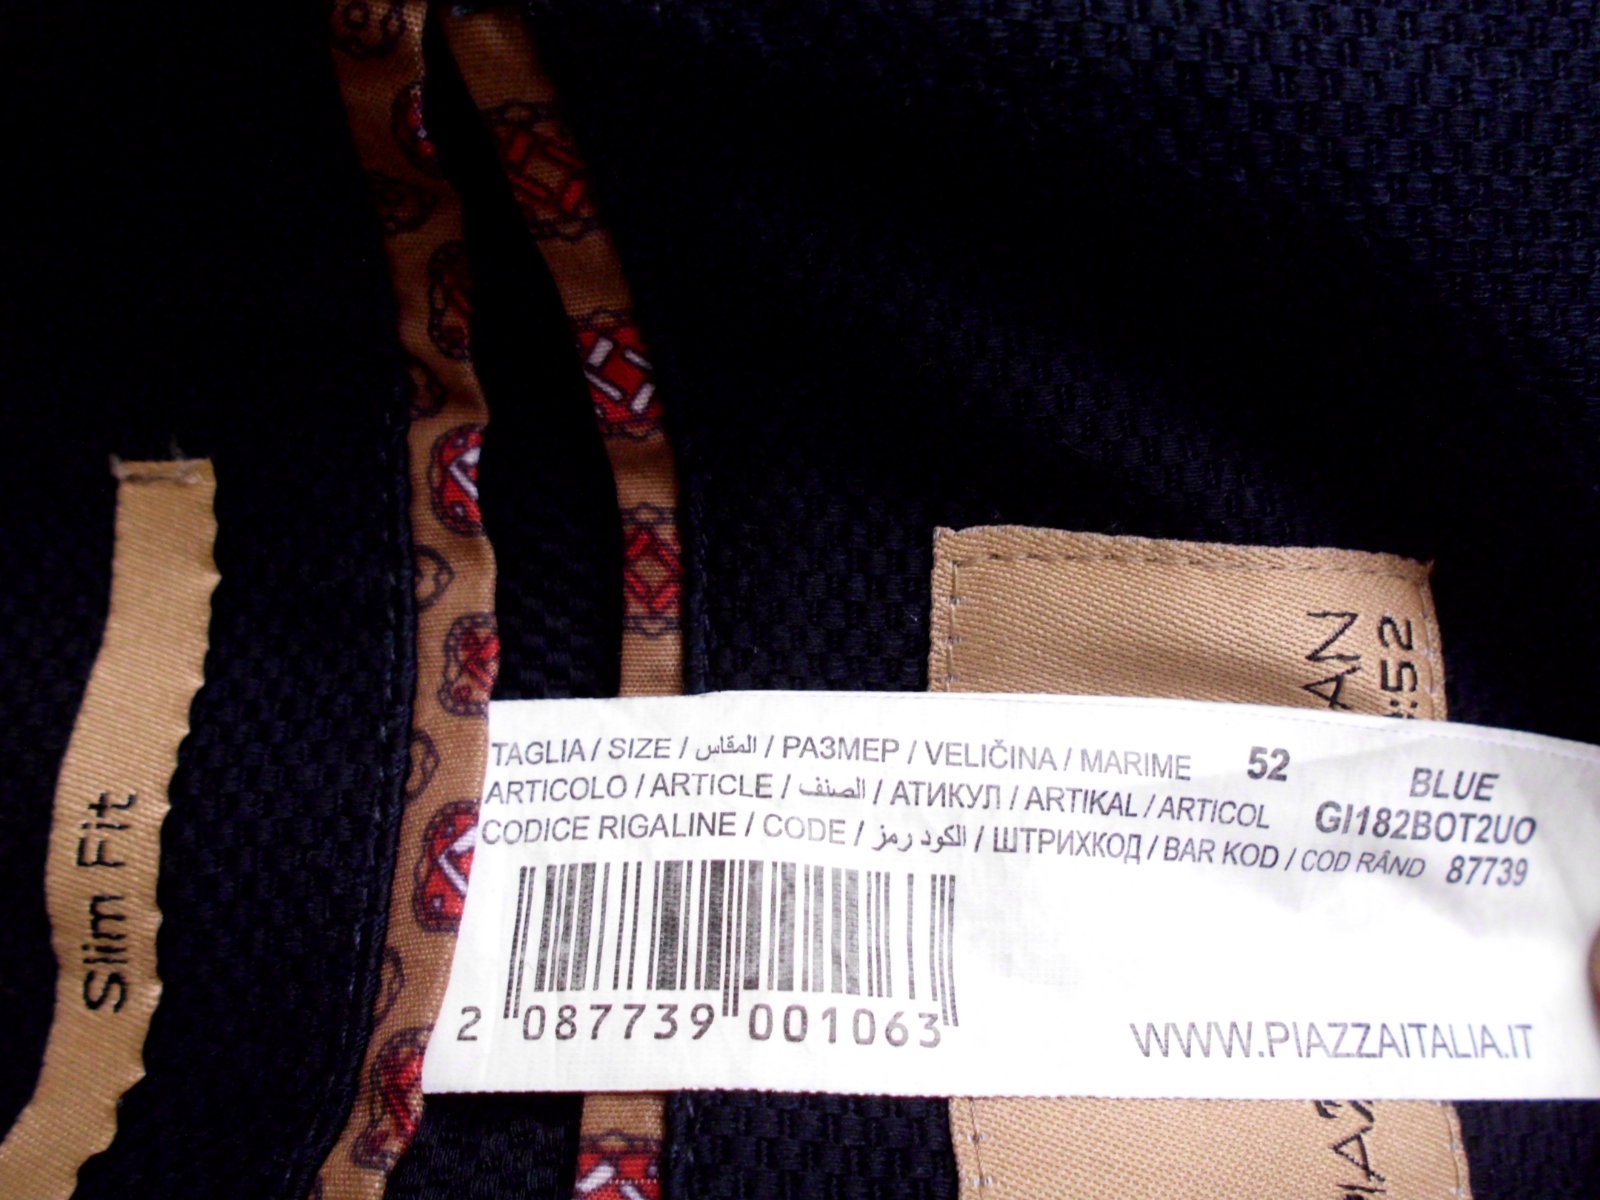 TAGLIA / SIZE / المقاس / РАЗМЕР / VELIČINA / MARIME 52 BLUE
ARTICOLO / ARTICLE / الصنف / АТИКУЛ / ARTIKAL / ARTICOL GI182BOT2UO
CODICE RIGALINE / CODE / الكود رمز / ШТРИХКОД / BAR KOD / COD RÂND 87739
2 087739 001063
WWW.PIAZZAITALIA.IT
Slim Fit
:52